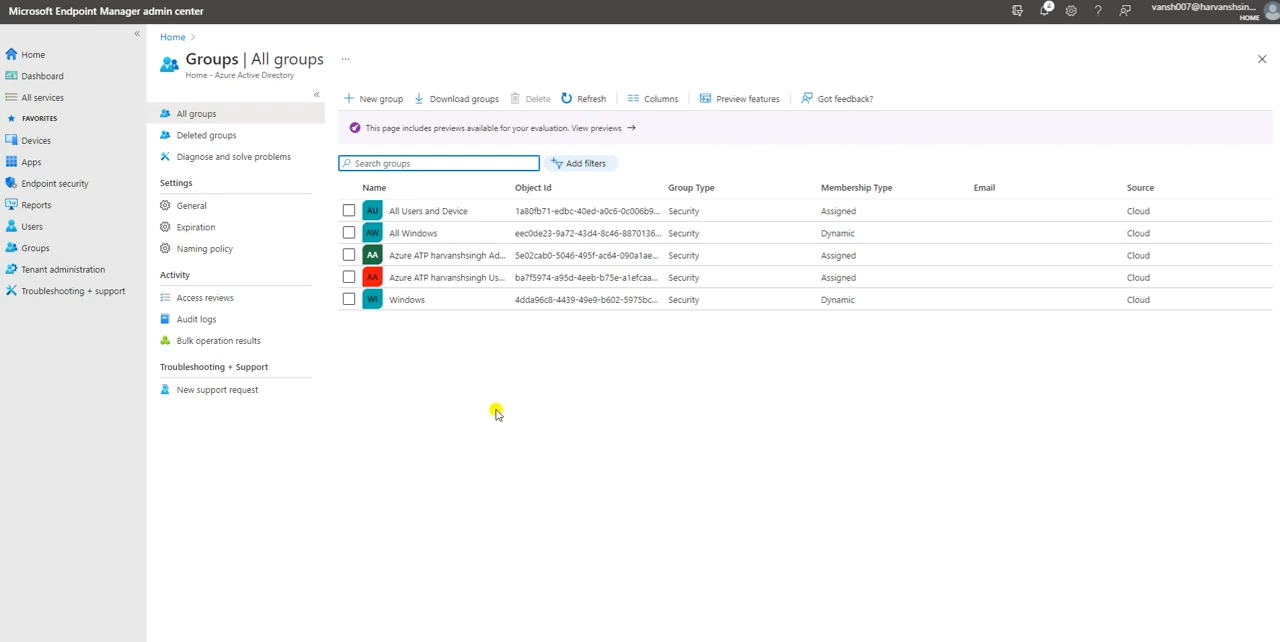 Microsoft Endpoint Manager admin center
4
vansh007@harvanshsin...
HOME
Home
Dashboard
All services
FAVORITES
Devices
Apps
Endpoint security
Reports
Users
Groups
Tenant administration
Troubleshooting + support
Home >
Groups | All groups ...
Home - Azure Active Directory
All groups
Deleted groups
Diagnose and solve problems
Settings
General
Expiration
Naming policy
Activity
Access reviews
Audit logs
Bulk operation results
Troubleshooting + Support
New support request
New group Download groups Delete Refresh Columns Preview features Got feedback?
This page includes previews available for your evaluation. View previews →
Search groups Add filters
Name Object Id Group Type Membership Type Email Source
AU All Users and Device 1a80fb71-edbc-40ed-a0c6-0c006b9... Security Assigned Cloud
AW All Windows eec0de23-9a72-43d4-8c46-8870136... Security Dynamic Cloud
AA Azure ATP harvanshsingh Ad... 5e02cab0-5046-495f-ac64-090a1ae... Security Assigned Cloud
AA Azure ATP harvanshsingh Us... ba7f5974-a95d-4eeb-b75e-a1efcaa... Security Assigned Cloud
WI Windows 4dda96c8-4439-49e9-b602-5975bc... Security Dynamic Cloud